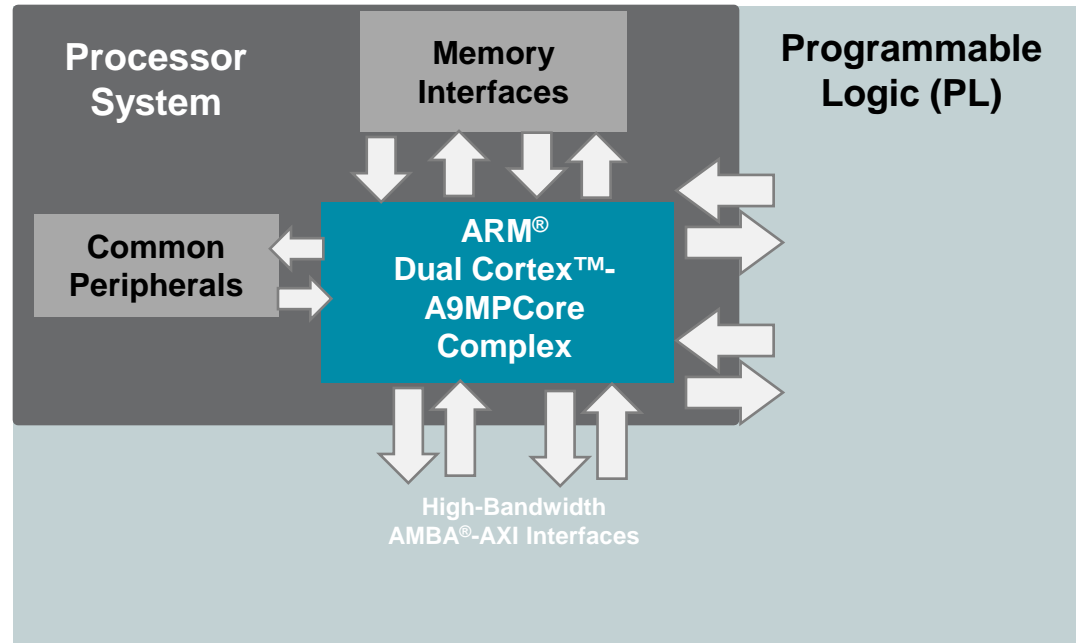 Processor
System
Memory
Interfaces
Programmable
Logic (PL)
Common
Peripherals
ARM®
Dual Cortex™-
A9MPCore
Complex
High-Bandwidth
AMBA®-AXI Interfaces